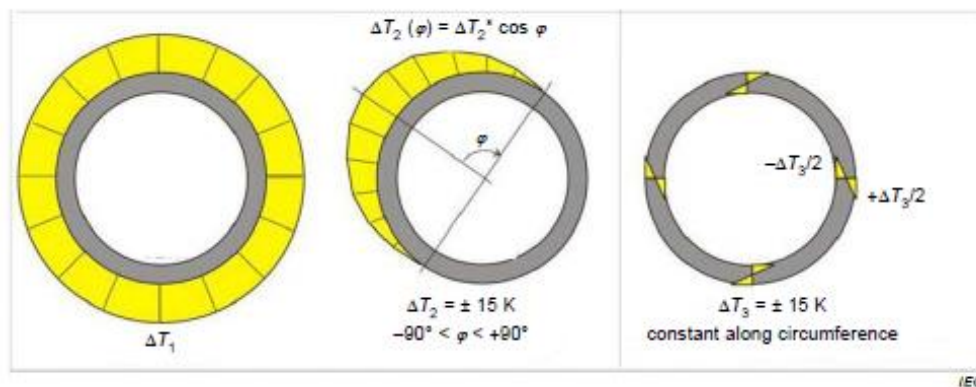 ΔT₂ (φ) = ΔT₂* cos φ
φ
−ΔT₃/2
+ΔT₃/2
ΔT₁
ΔT₂ = ± 15 K
−90° < φ < +90°
ΔT₃ = ± 15 K
constant along circumference